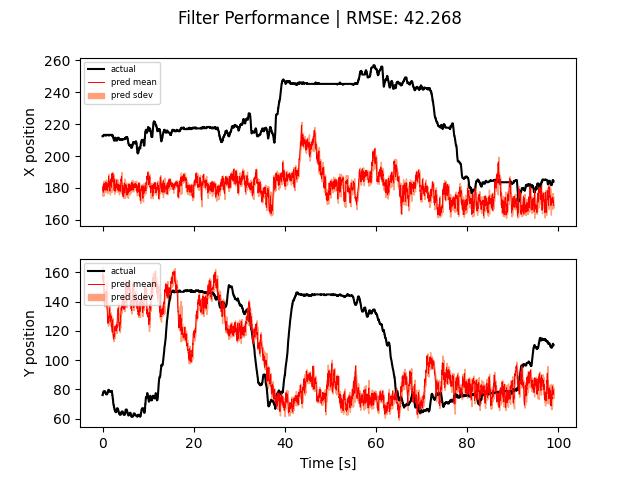 Filter Performance | RMSE: 42.268
260
240
220
200
180
160
X position
actual
pred mean
pred sdev
160
140
120
100
80
60
Y position
actual
pred mean
pred sdev
0 20 40 60 80 100
Time [s]